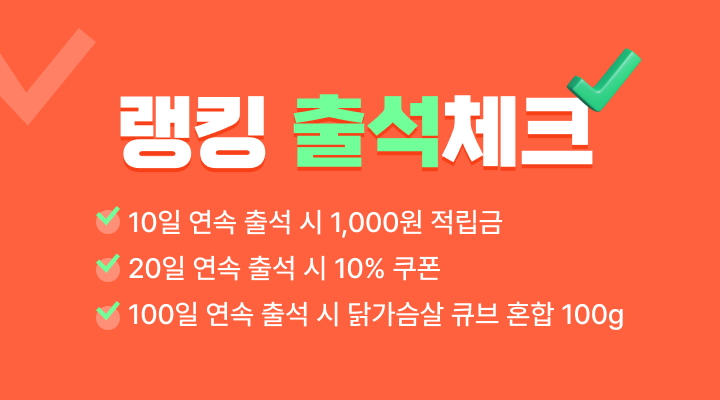 랭킹 출석체크
10일 연속 출석 시 1,000원 적립금
20일 연속 출석 시 10% 쿠폰
100일 연속 출석 시 닭가슴살 큐브 혼합 100g